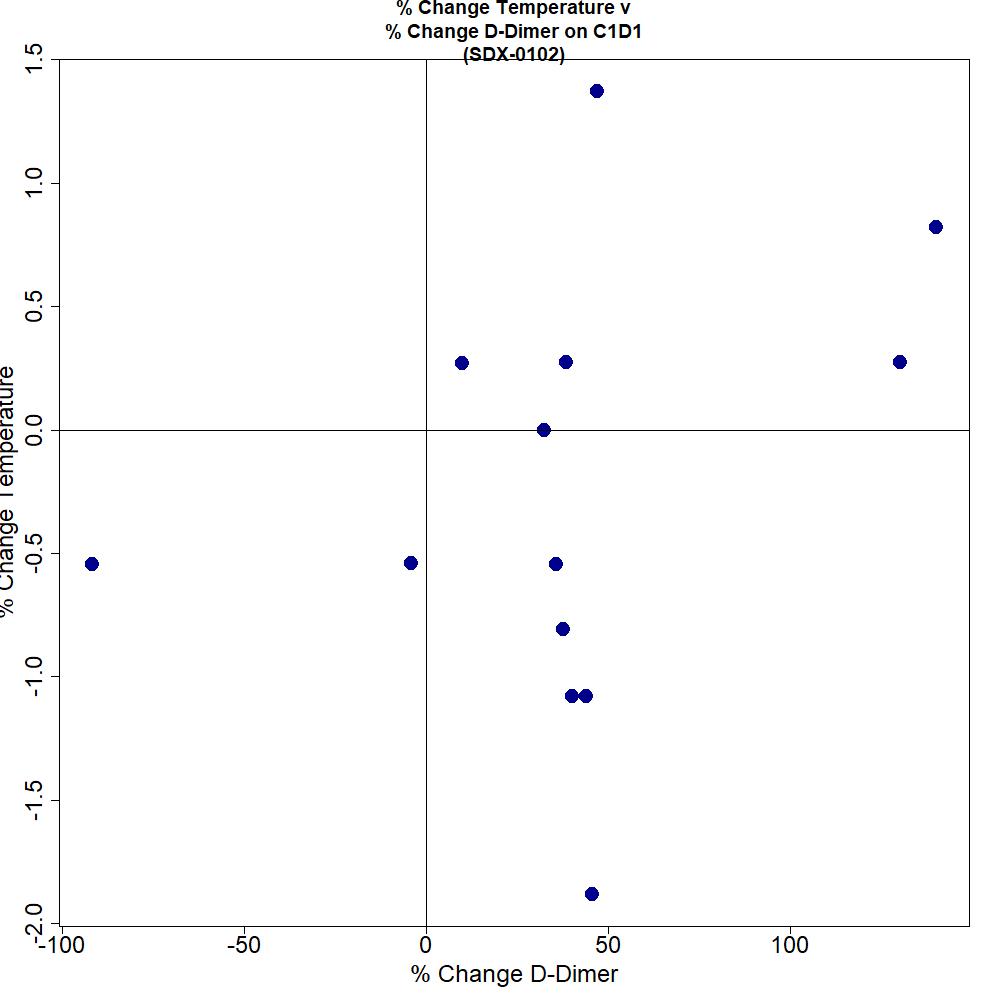 % Change Temperature v
% Change D-Dimer on C1D1
(SDX-0102)
1.5
1.0
0.5
0.0
-0.5
-1.0
-1.5
-2.0
% Change Temperature
-100
-50
0
50
100
% Change D-Dimer